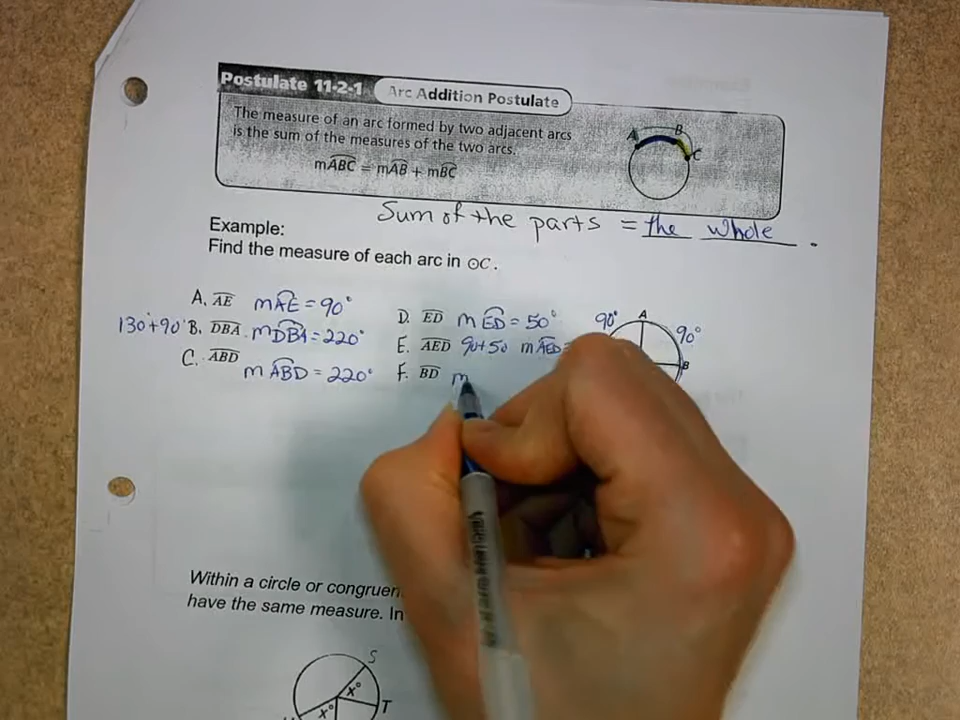 Postulate 11-2-1 Arc Addition Postulate
The measure of an arc formed by two adjacent arcs
is the sum of the measures of the two arcs.
mABC = mAB + mBC
A B C
Sum of the parts = the whole.
Example:
Find the measure of each arc in ⊙C.
A. AE mAE = 90°
130° + 90° B. DBA mDBA = 220°
C. ABD mABD = 220°
D. ED mED = 50°
E. AED 90+50 mAED=
F. BD m
90° A 90°
B
Within a circle or congruen
have the same measure. In
S
x° T
x°